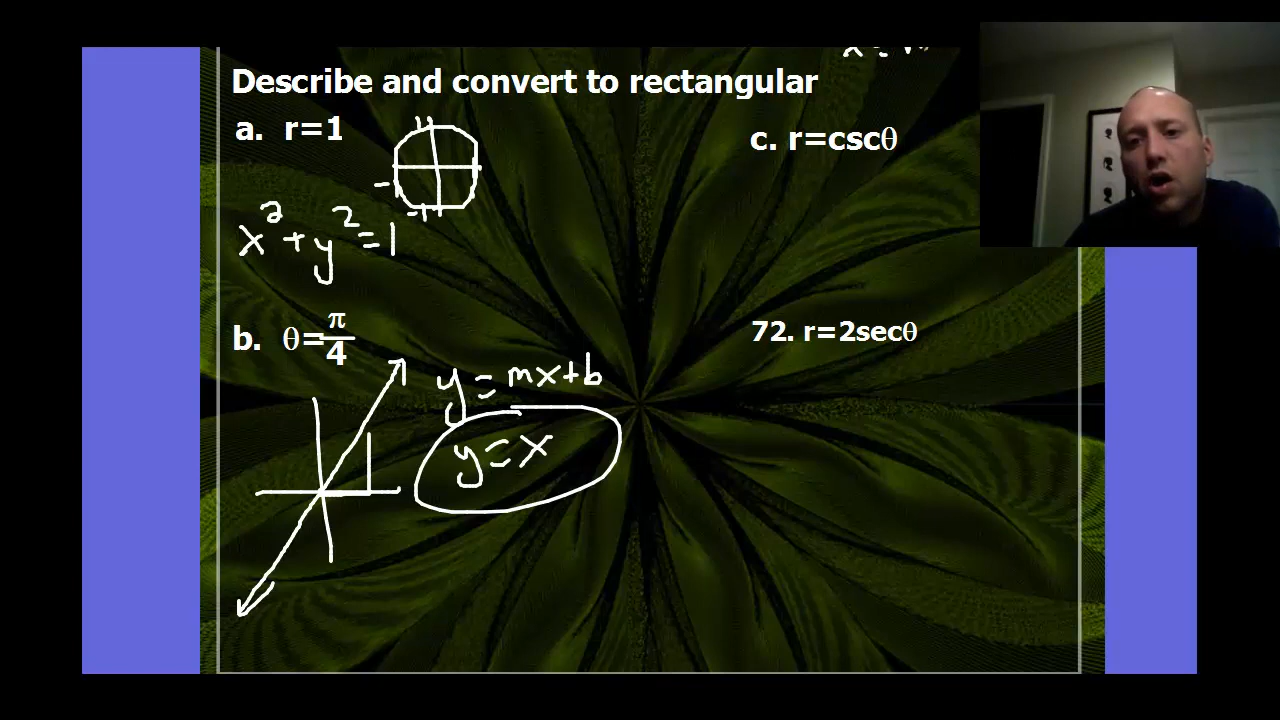 Describe and convert to rectangular
a. r=1
x² + y² = 1
b. θ=π/4
y = mx+b
y = x
c. r=cscθ
72. r=2secθ